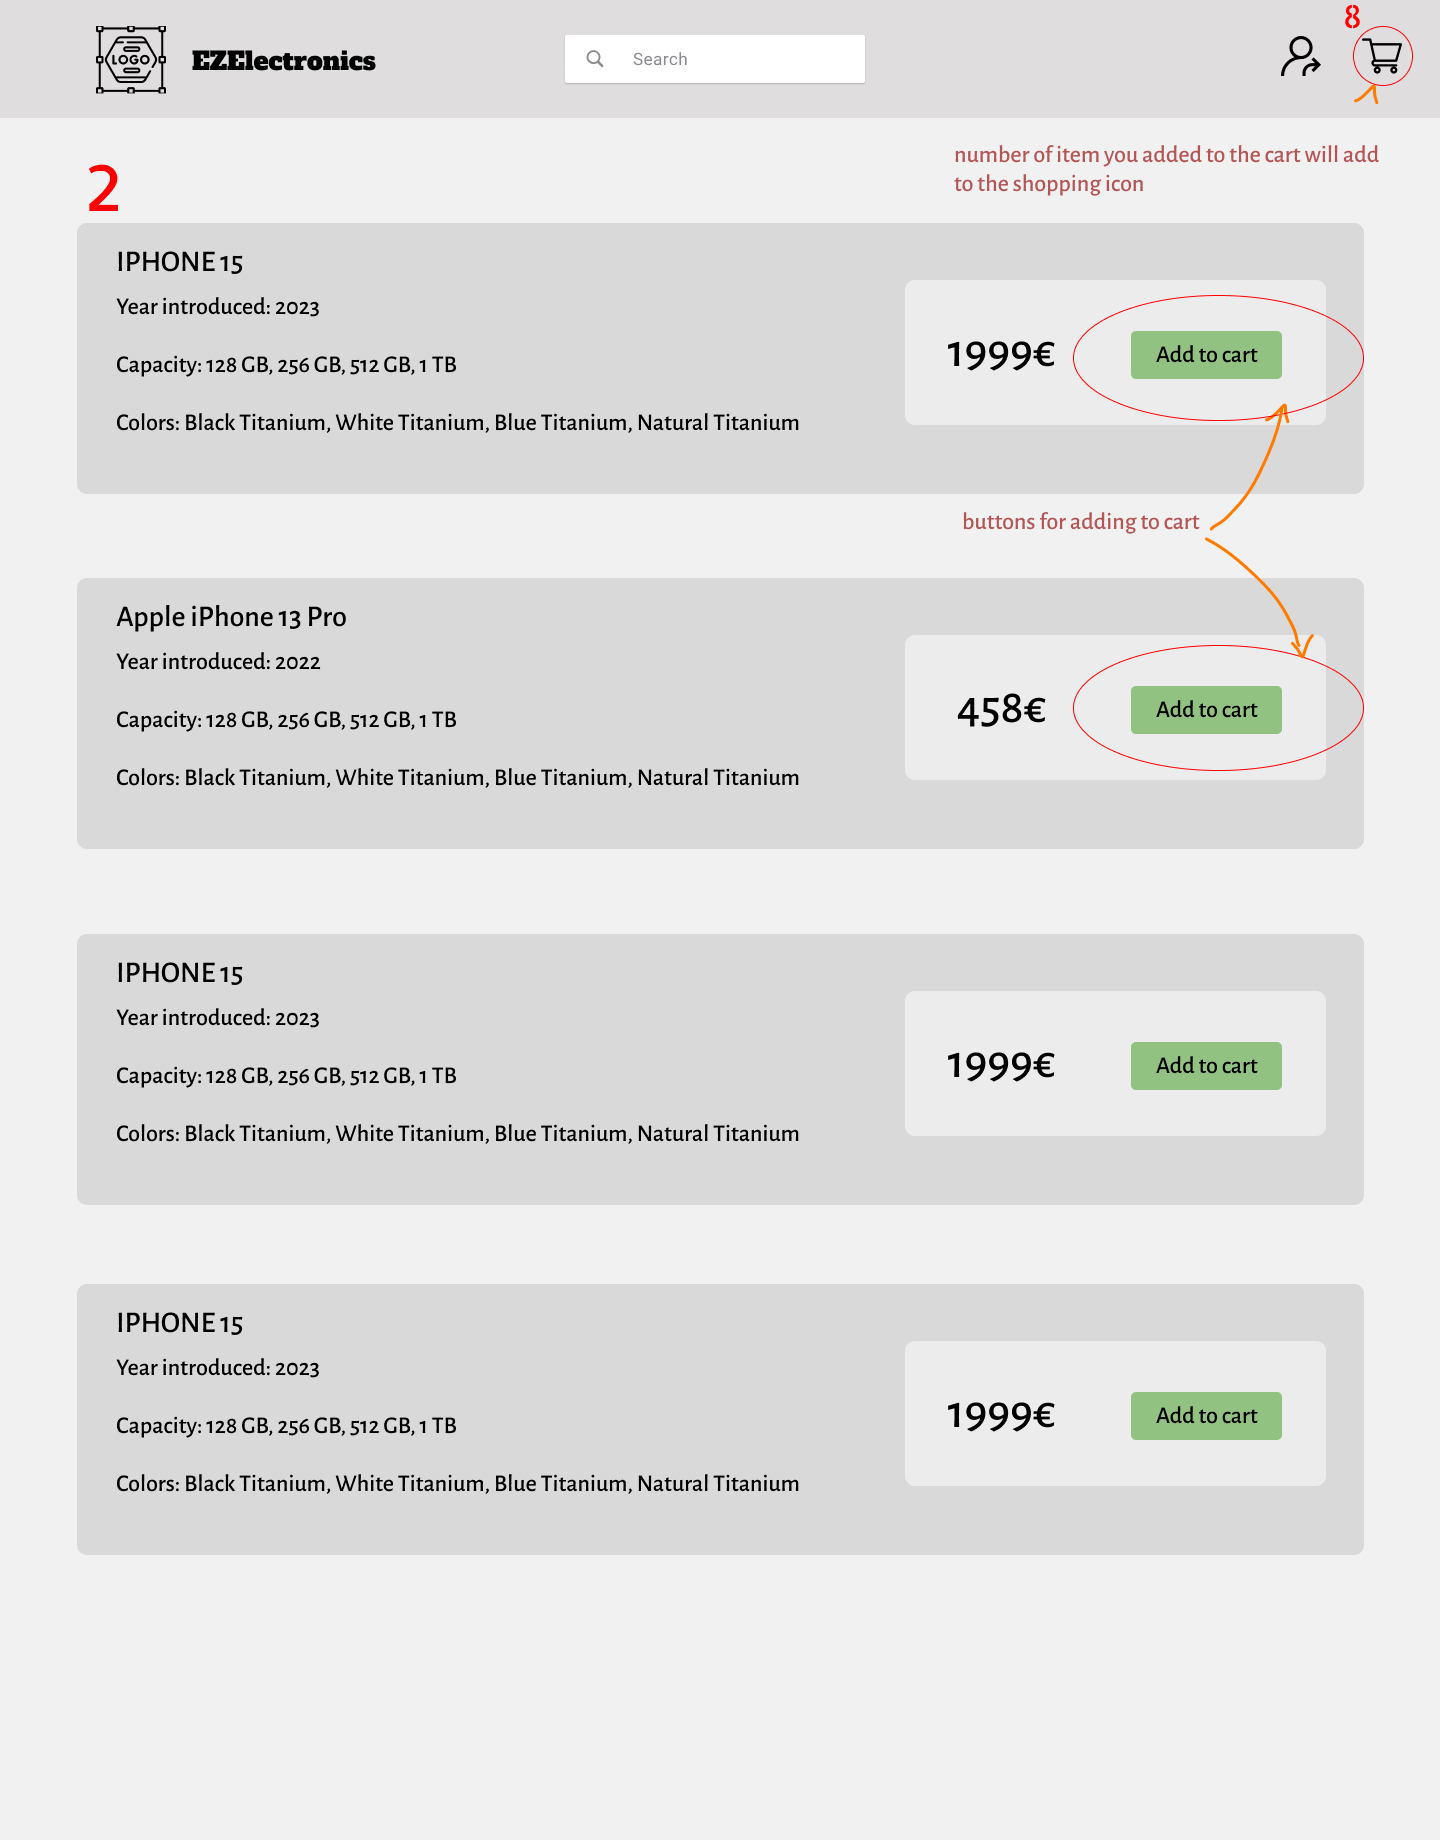 8
LOGO
EZElectronics
Search
number of item you added to the cart will add
to the shopping icon
2
IPHONE 15
Year introduced: 2023
Capacity: 128 GB, 256 GB, 512 GB, 1 TB
Colors: Black Titanium, White Titanium, Blue Titanium, Natural Titanium
1999€
Add to cart
buttons for adding to cart
Apple iPhone 13 Pro
Year introduced: 2022
Capacity: 128 GB, 256 GB, 512 GB, 1 TB
Colors: Black Titanium, White Titanium, Blue Titanium, Natural Titanium
458€
Add to cart
IPHONE 15
Year introduced: 2023
Capacity: 128 GB, 256 GB, 512 GB, 1 TB
Colors: Black Titanium, White Titanium, Blue Titanium, Natural Titanium
1999€
Add to cart
IPHONE 15
Year introduced: 2023
Capacity: 128 GB, 256 GB, 512 GB, 1 TB
Colors: Black Titanium, White Titanium, Blue Titanium, Natural Titanium
1999€
Add to cart